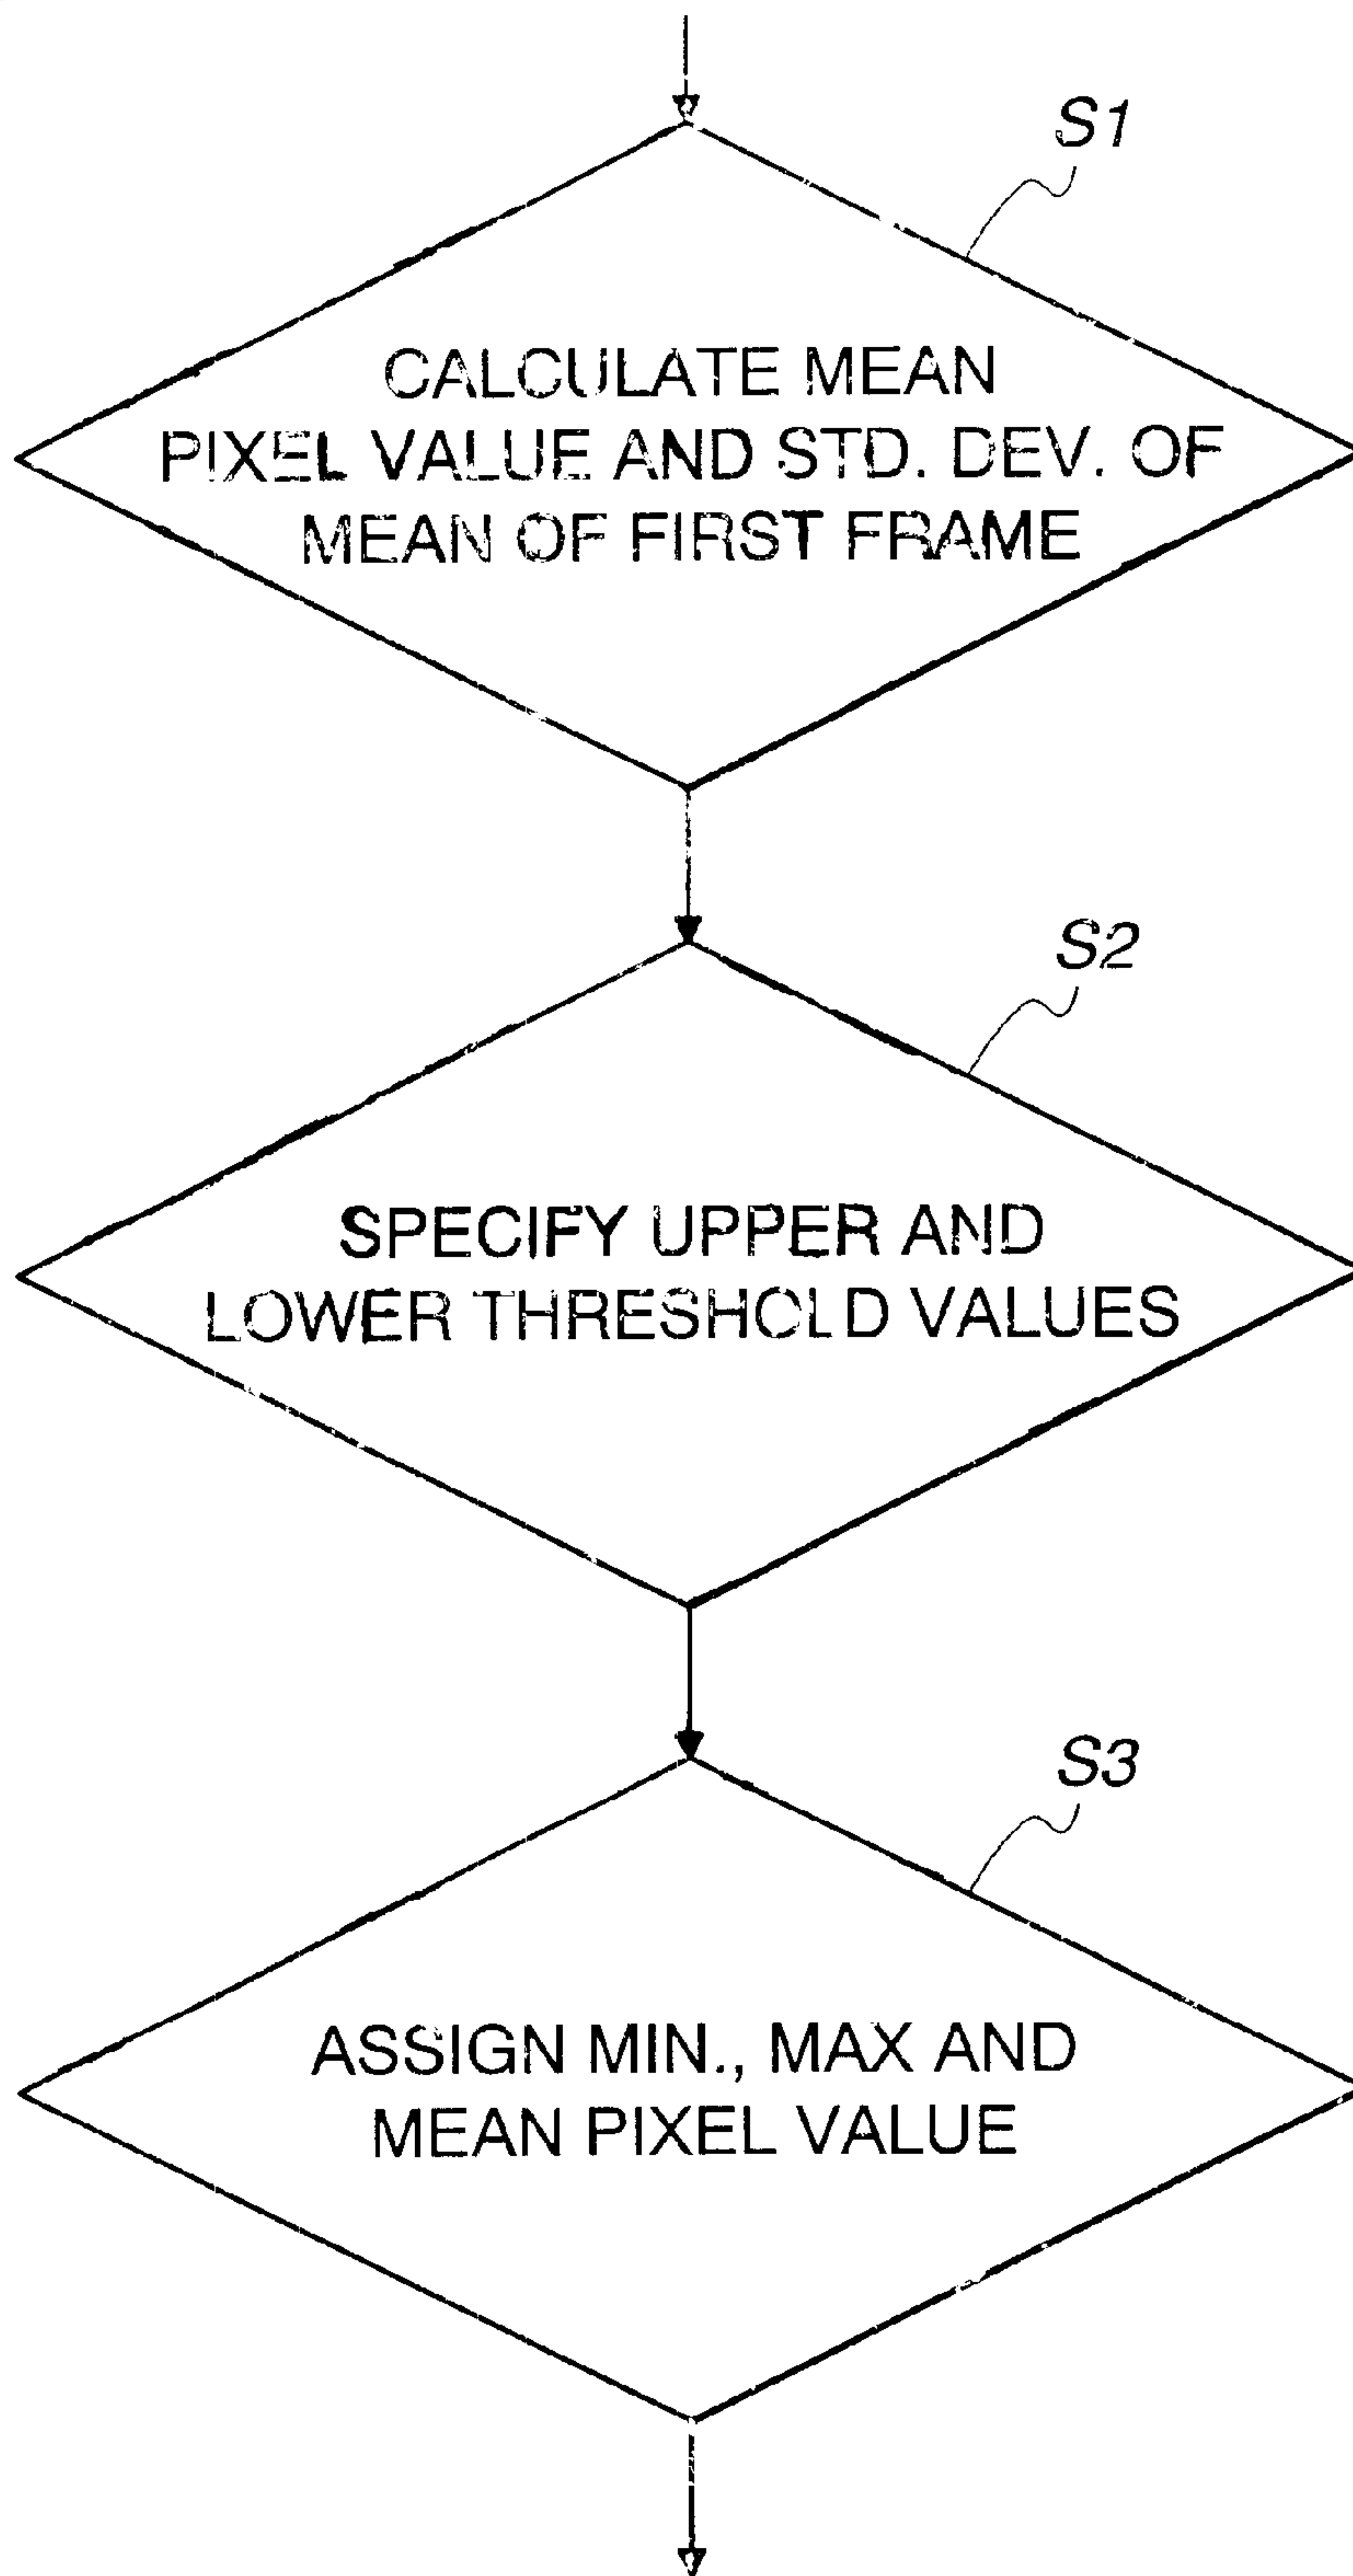 S1
CALCULATE MEAN
PIXEL VALUE AND STD. DEV. OF
MEAN OF FIRST FRAME
S2
SPECIFY UPPER AND
LOWER THRESHOLD VALUES
S3
ASSIGN MIN., MAX AND
MEAN PIXEL VALUE